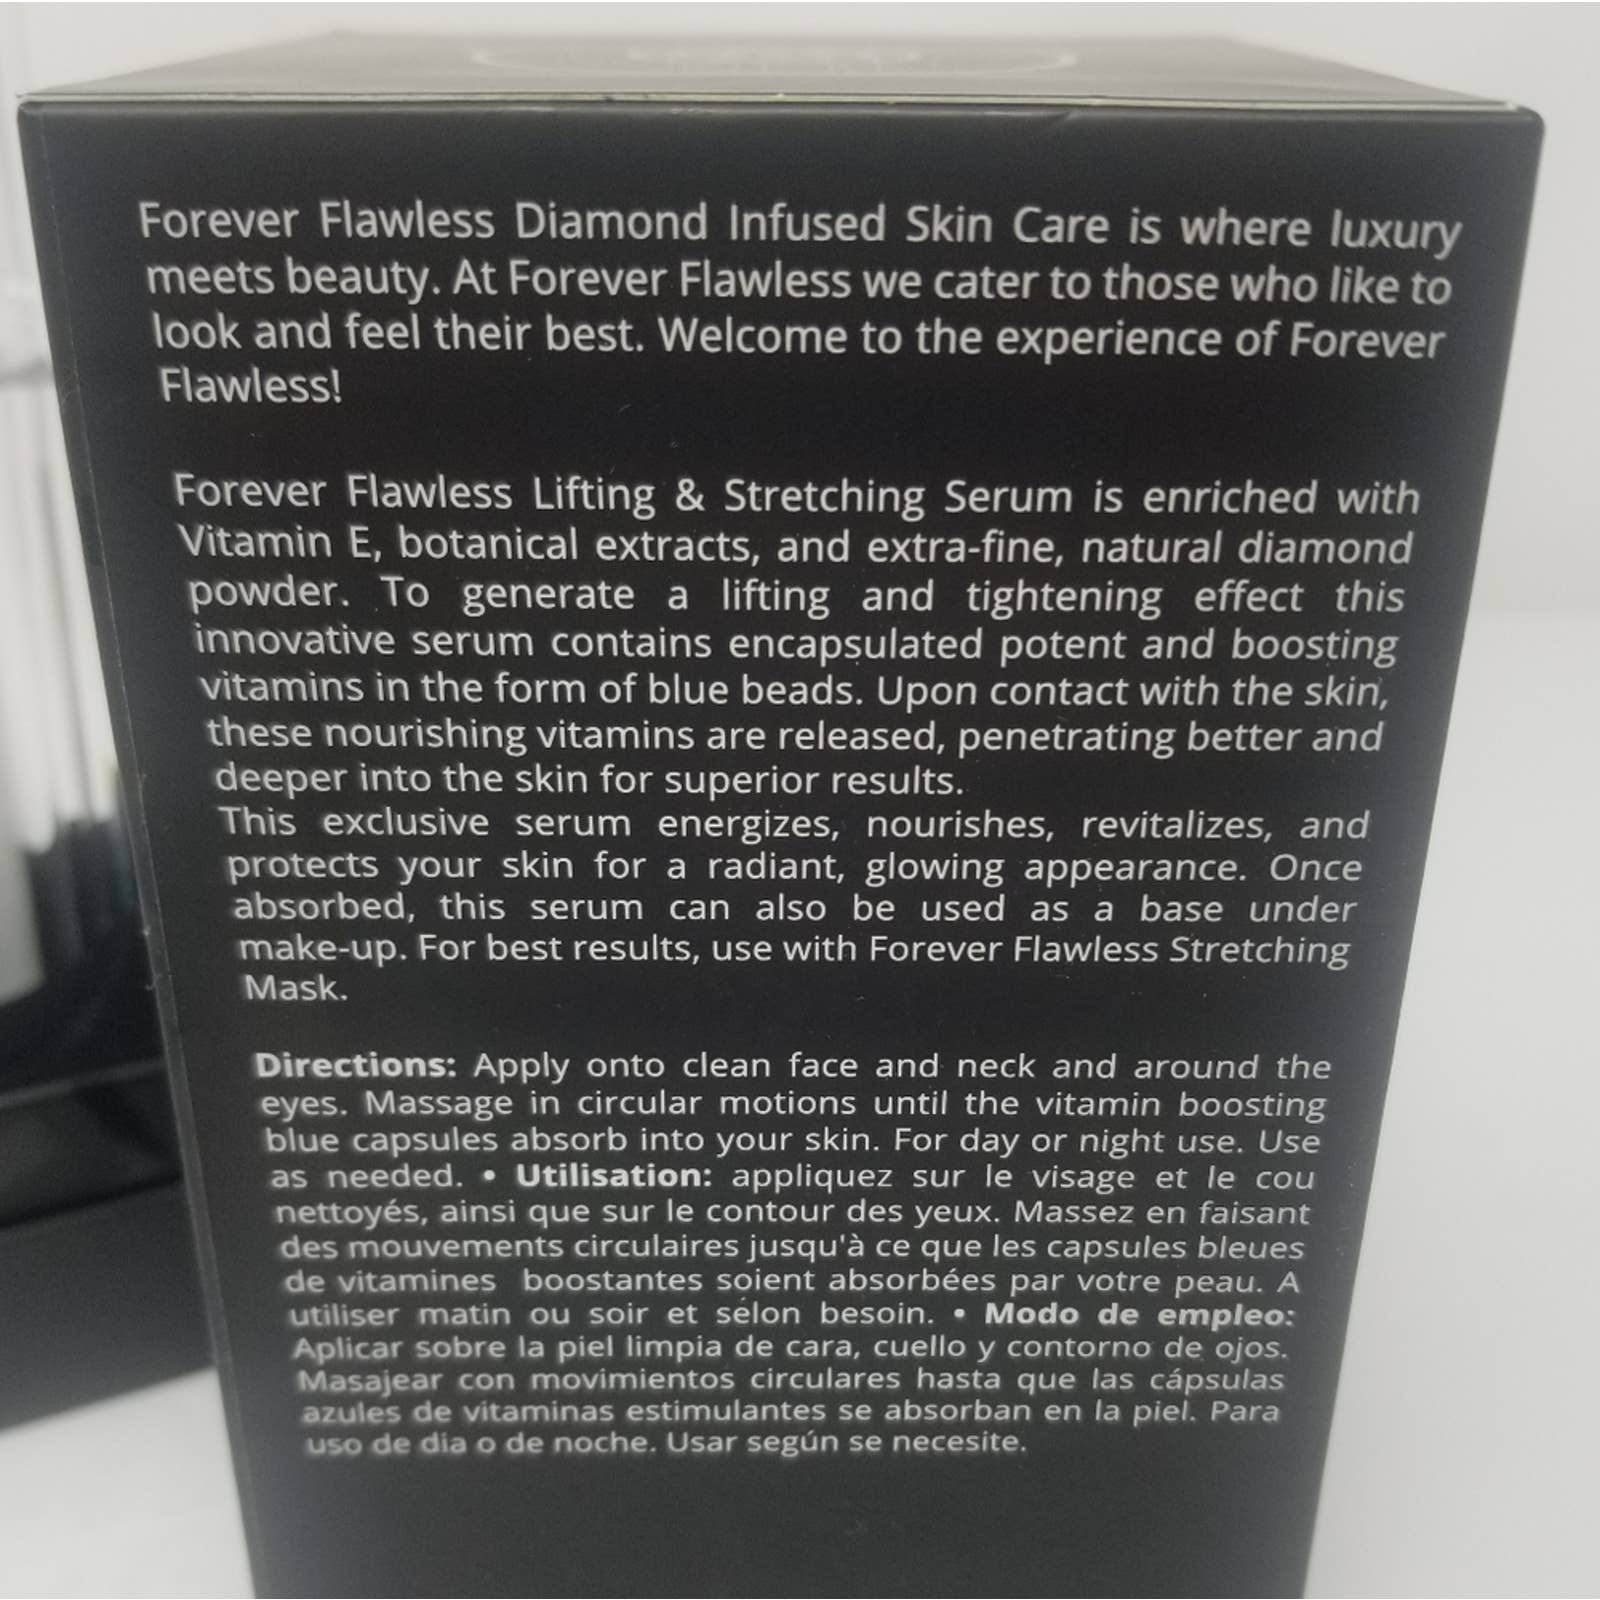 Forever Flawless Diamond Infused Skin Care is where luxury
meets beauty. At Forever Flawless we cater to those who like to
look and feel their best. Welcome to the experience of Forever
Flawless!
Forever Flawless Lifting & Stretching Serum is enriched with
Vitamin E, botanical extracts, and extra-fine, natural diamond
powder. To generate a lifting and tightening effect this
innovative serum contains encapsulated potent and boosting
vitamins in the form of blue beads. Upon contact with the skin,
these nourishing vitamins are released, penetrating better and
deeper into the skin for superior results.
This exclusive serum energizes, nourishes, revitalizes, and
protects your skin for a radiant, glowing appearance. Once
absorbed, this serum can also be used as a base under
make-up. For best results, use with Forever Flawless Stretching
Mask.
Directions: Apply onto clean face and neck and around the
eyes. Massage in circular motions until the vitamin boosting
blue capsules absorb into your skin. For day or night use. Use
as needed. • Utilisation: appliquez sur le visage et le cou
nettoyés, ainsi que sur le contour des yeux. Massez en faisant
des mouvements circulaires jusqu'à ce que les capsules bleues
de vitamines boostantes soient absorbées par votre peau. A
utiliser matin ou soir et sélon besoin. • Modo de empleo:
Aplicar sobre la piel limpia de cara, cuello y contorno de ojos.
Masajear con movimientos circulares hasta que las cápsulas
azules de vitaminas estimulantes se absorban en la piel. Para
uso de dia o de noche. Usar según se necesite.